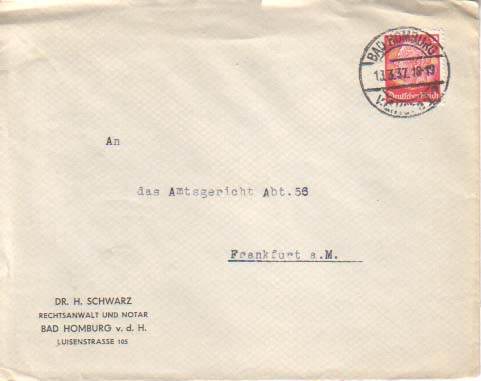 BAD HOMBURG
13.3.37.18-19
Deutsches Reich
An
das Amtsgericht Abt.56
Frankfurt a.M.
DR. H. SCHWARZ
RECHTSANWALT UND NOTAR
BAD HOMBURG v. d. H.
LUISENSTRASSE 105